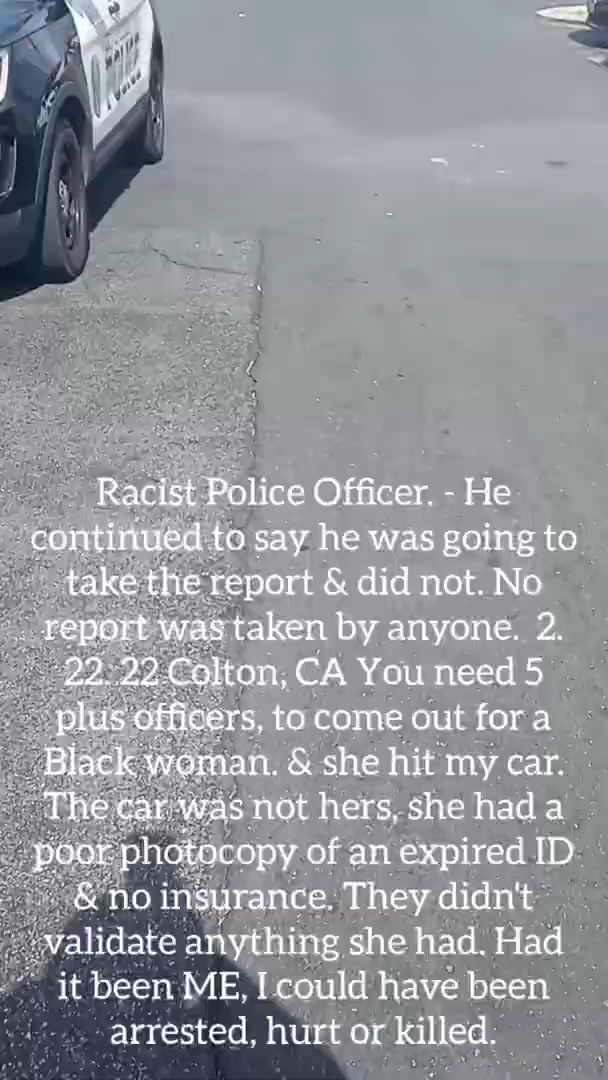 POLICE
Racist Police Officer. - He
continued to say he was going to
take the report & did not. No
report was taken by anyone. 2.
22. 22 Colton, CA You need 5
plus officers, to come out for a
Black woman. & she hit my car.
The car was not hers, she had a
poor photocopy of an expired ID
& no insurance. They didn't
validate anything she had. Had
it been ME, I could have been
arrested, hurt or killed.